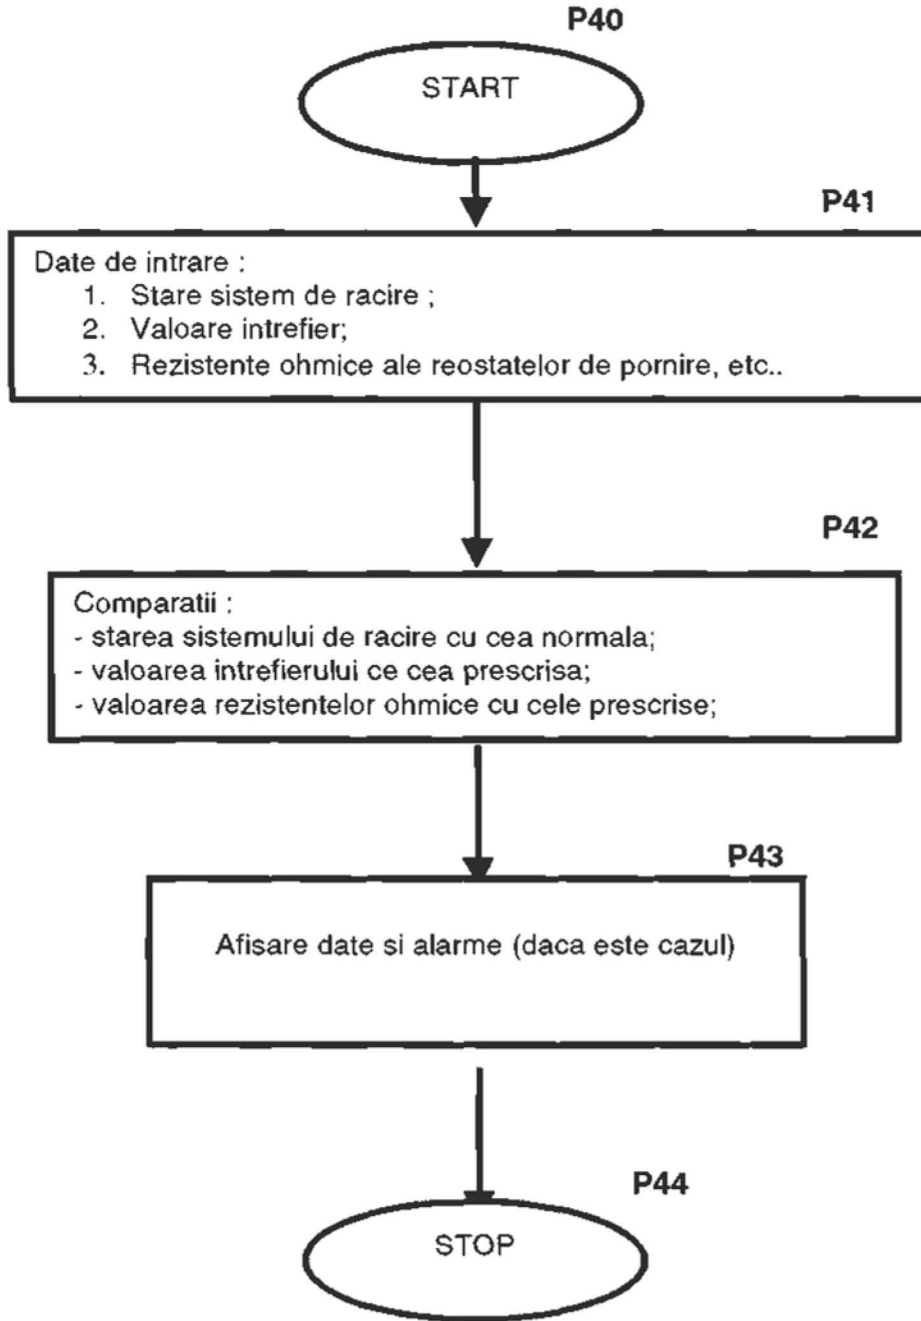 P40
START
P41
Date de intrare :
1. Stare sistem de racire ;
2. Valoare intrefier;
3. Rezistente ohmice ale reostatelor de pornire, etc..
P42
Comparatii :
- starea sistemului de racire cu cea normala;
- valoarea intrefierului ce cea prescrisa;
- valoarea rezistentelor ohmice cu cele prescrise;
P43
Afisare date si alarme (daca este cazul)
P44
STOP